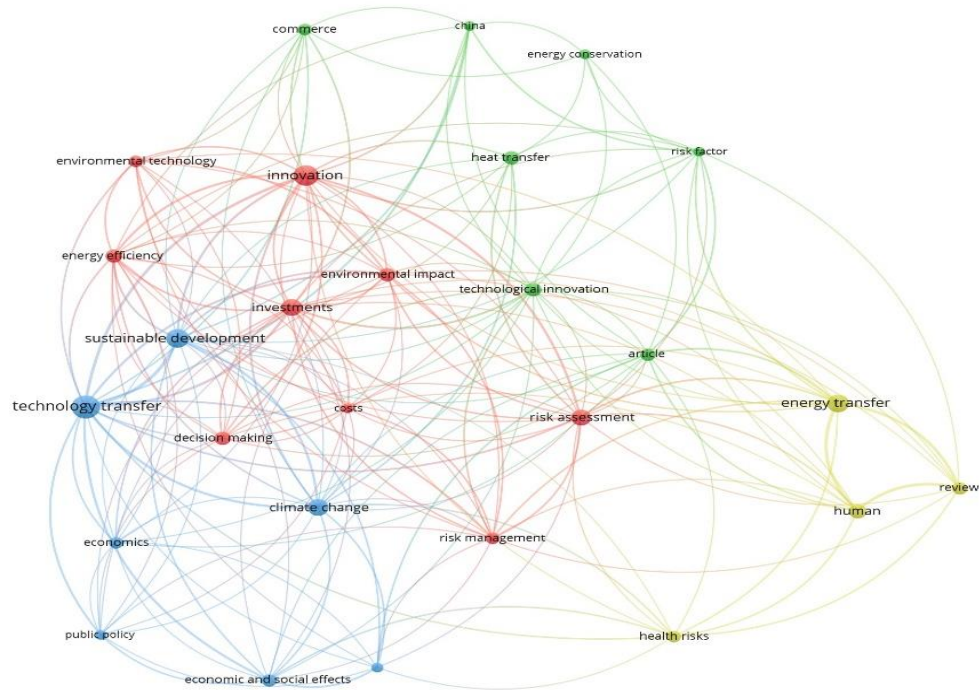 commerce
china
energy conservation
environmental technology
innovation
heat transfer
risk factor
energy efficiency
environmental impact
technological innovation
investments
sustainable development
article
technology transfer
costs
energy transfer
decision making
risk assessment
review
climate change
human
economics
risk management
public policy
health risks
economic and social effects